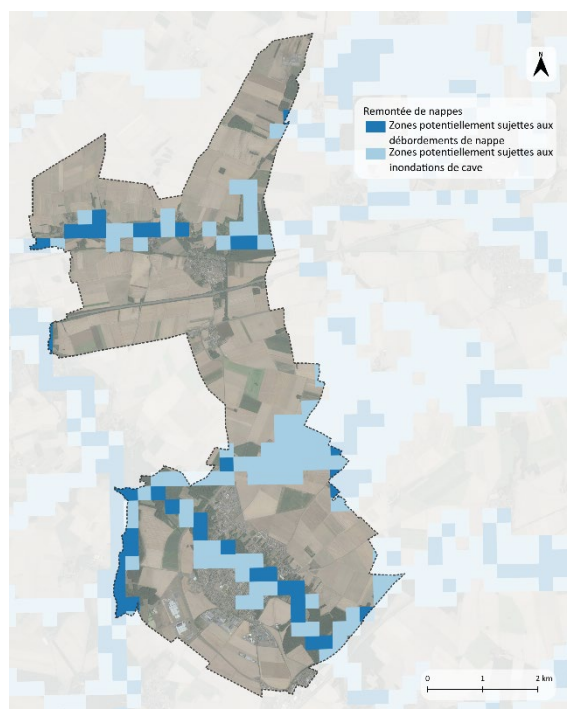 N
Remontée de nappes
Zones potentiellement sujettes aux
débordements de nappe
Zones potentiellement sujettes aux
inondations de cave
0 1 2 km